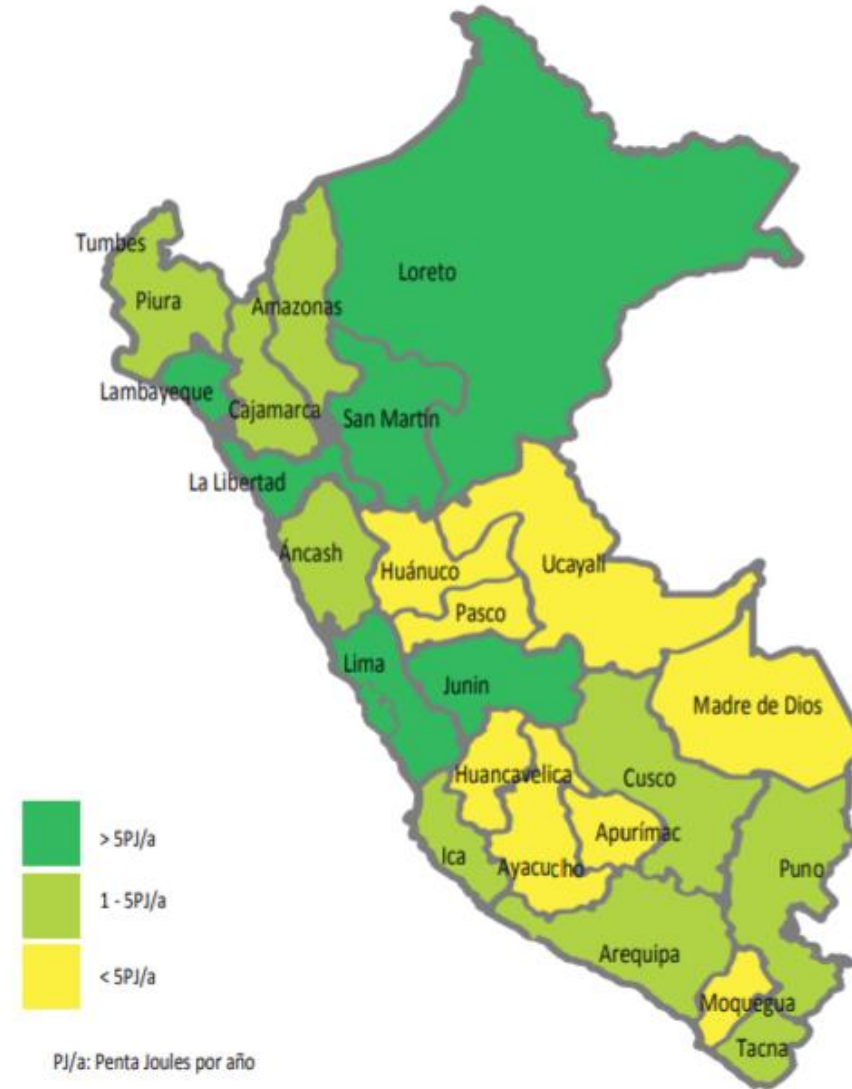 Tumbes
Loreto
Piura
Amazonas
Lambayeque
Cajamarca
San Martín
La Libertad
Áncash
Huánuco
Ucayali
Pasco
Lima
Junin
Madre de Dios
Huancavelica
Cusco
Apurímac
Ica
Ayacucho
Puno
Arequipa
Moquegua
Tacna
> 5PJ/a
1 - 5PJ/a
< 5PJ/a
PJ/a: Penta Joules por año